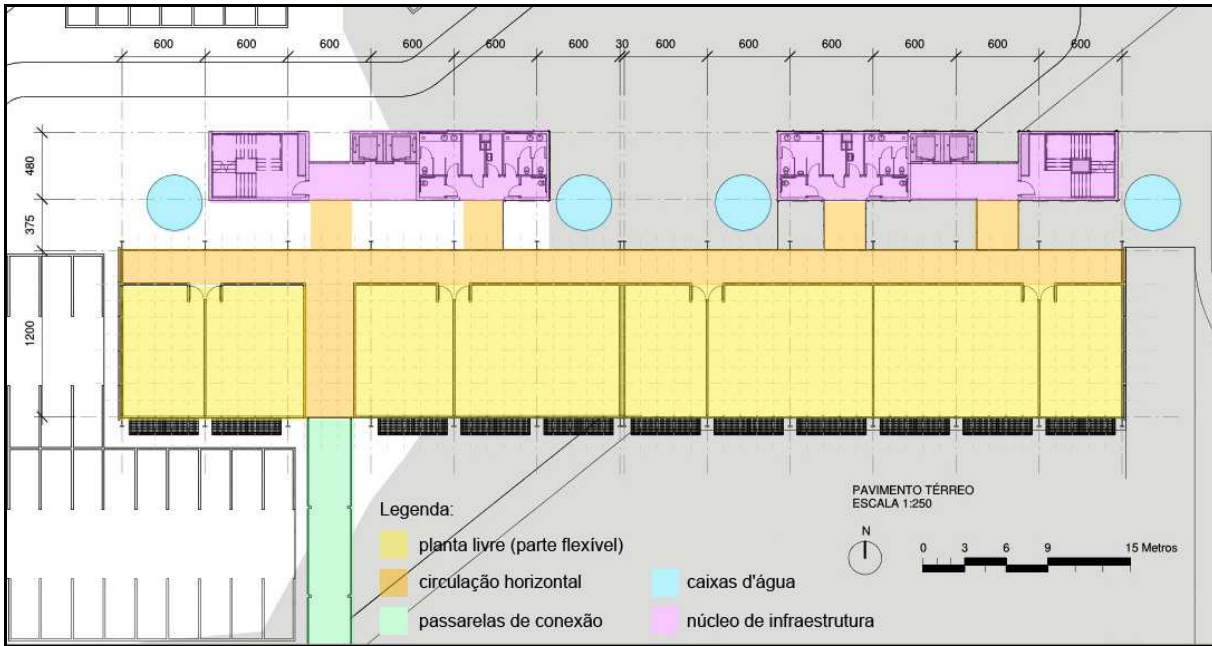 600 600 600 600 600 600 30 600 600 600 600 600 600
480
375
1200
PAVIMENTO TÉRREO
ESCALA 1:250
N
0 3 6 9 15 Metros
Legenda:
planta livre (parte flexível)
circulação horizontal
passarelas de conexão
caixas d'água
núcleo de infraestrutura